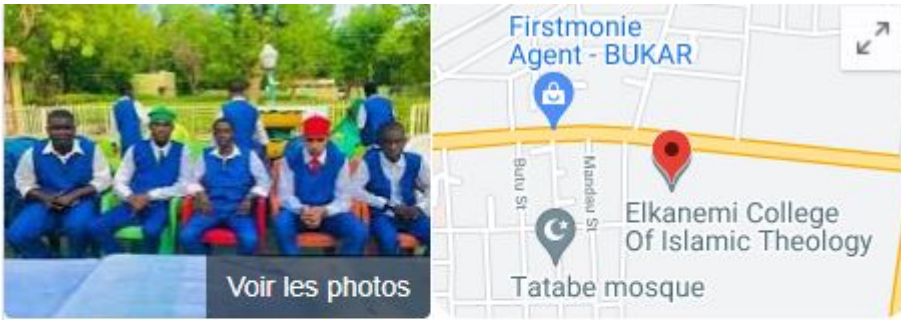 Voir les photos
Firstmonie
Agent - BUKAR
Butu St
Mandau St
Elkanemi College
Of Islamic Theology
Tatabe mosque